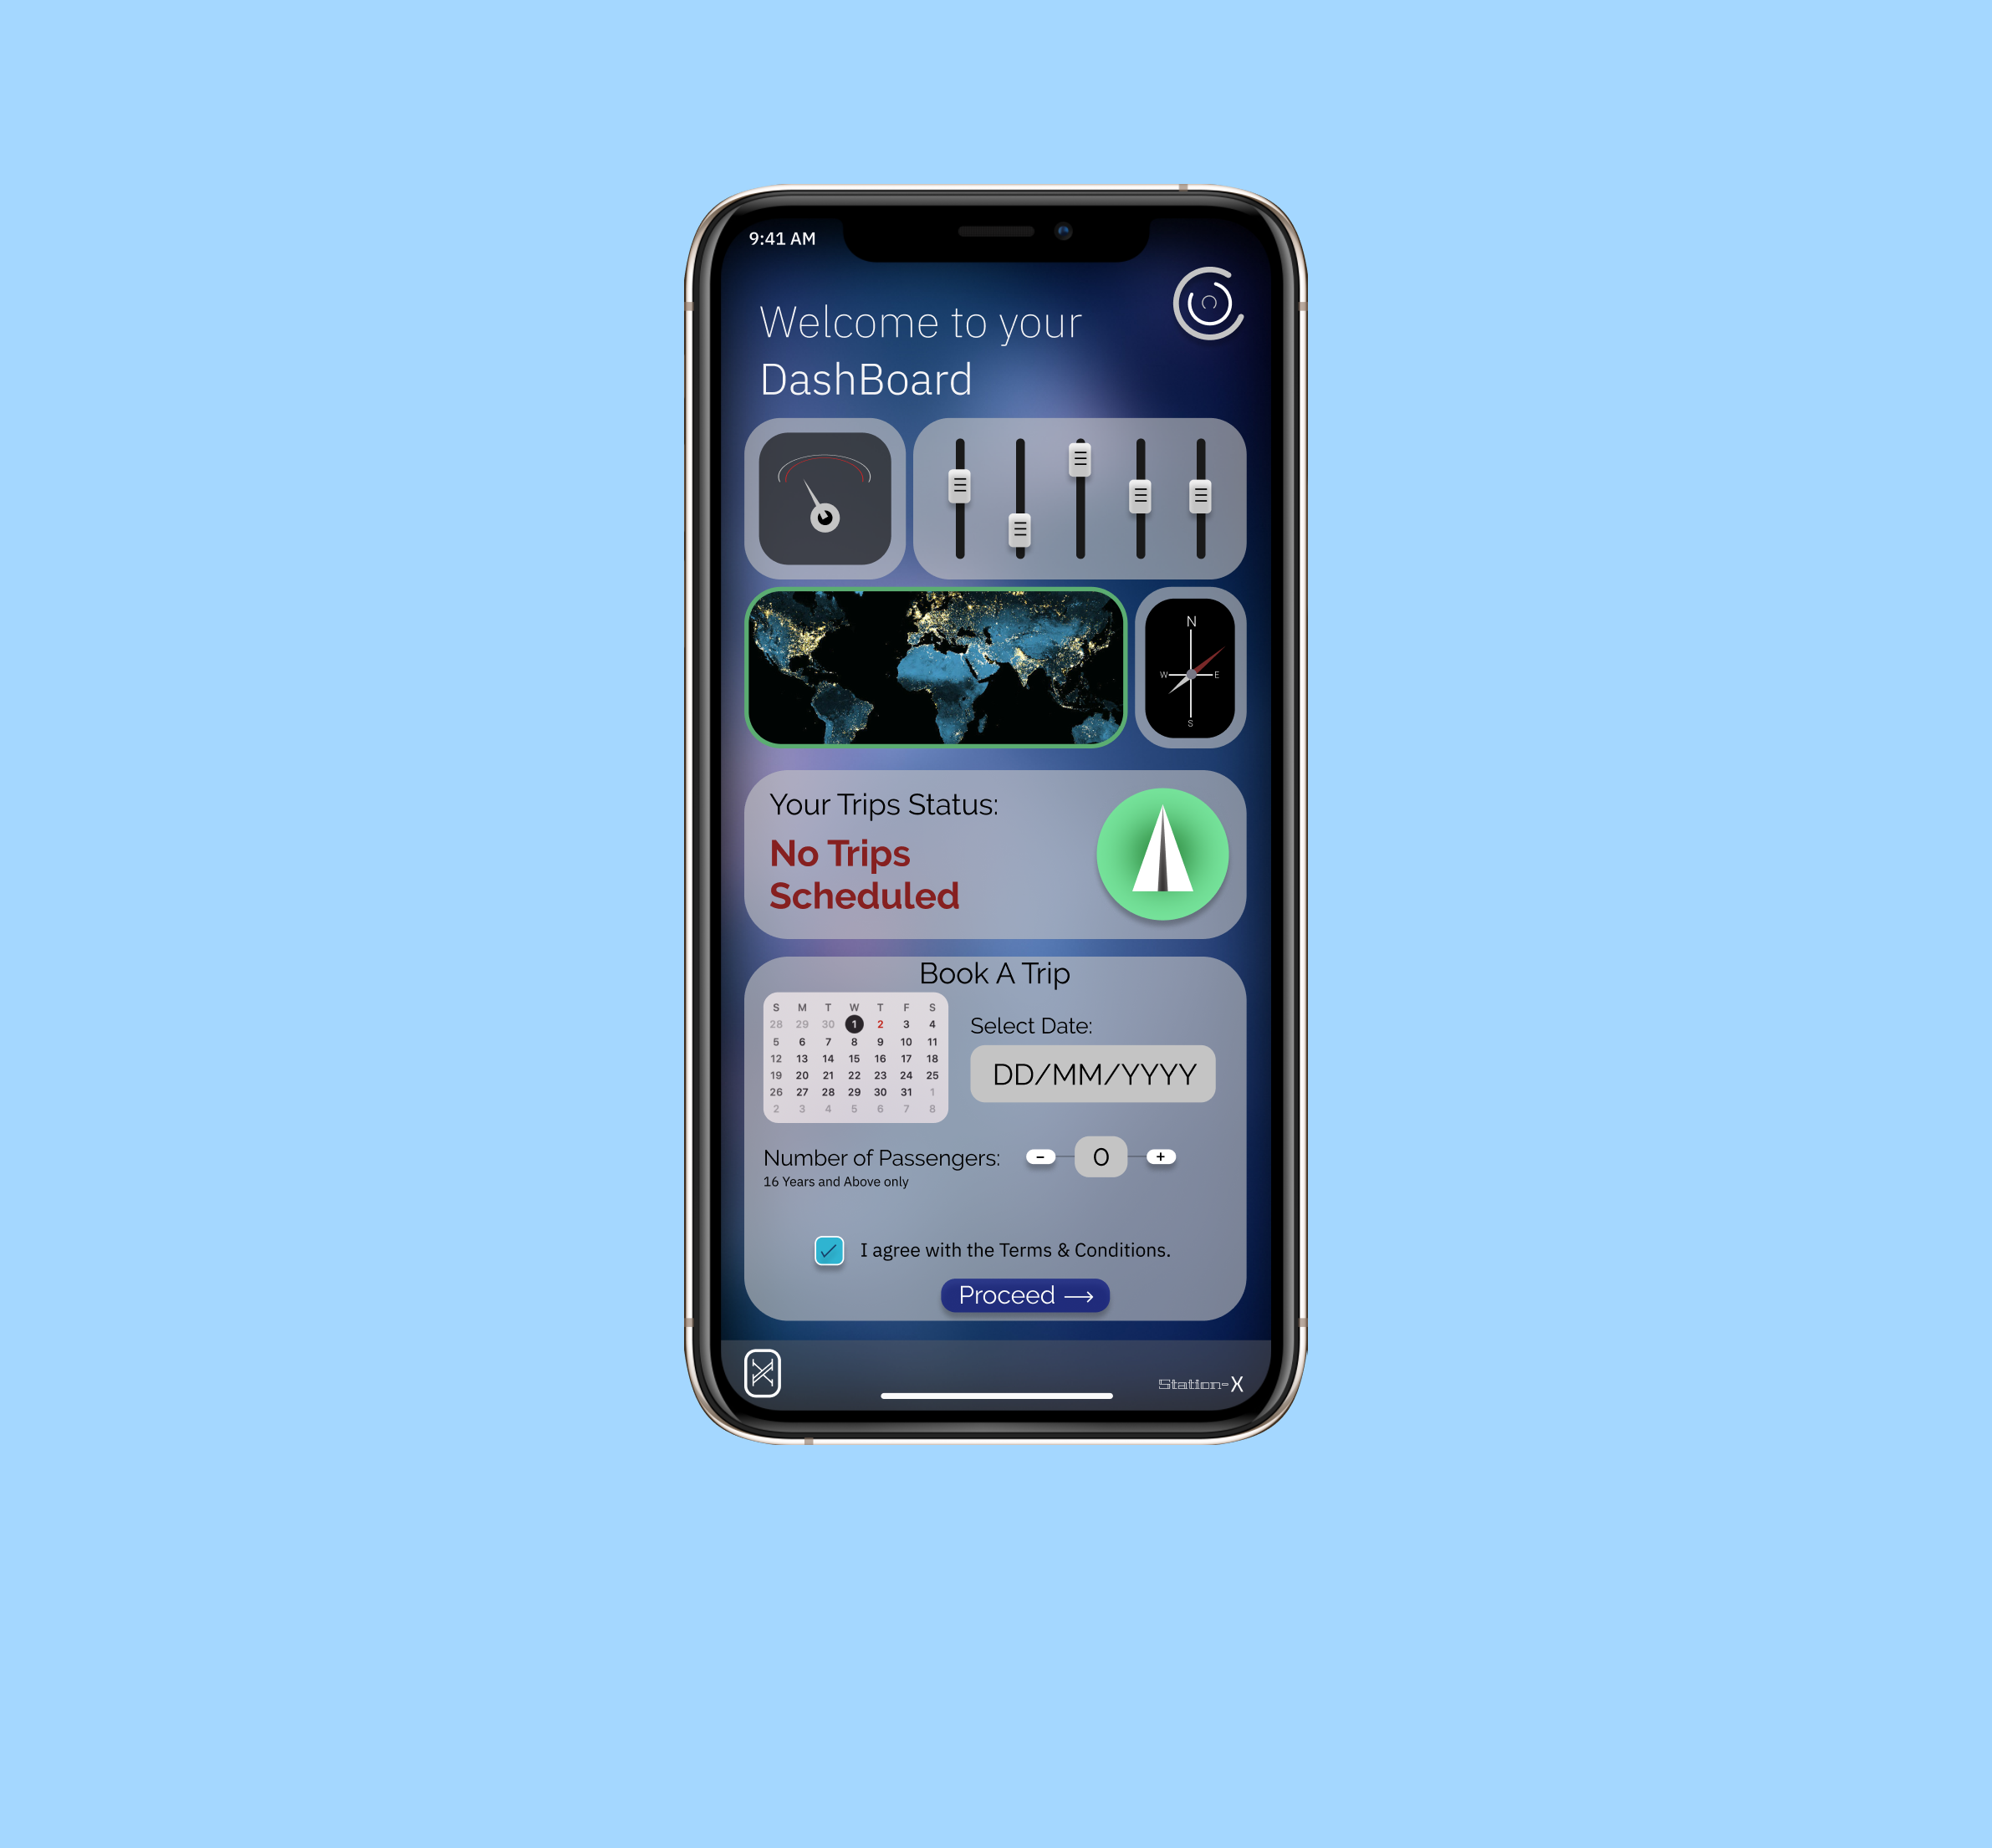 9:41 AM
Welcome to your
DashBoard
N
W E
S
Your Trips Status:
No Trips
Scheduled
Book A Trip
S M T W T F S
28 29 30 1 2 3 4
5 6 7 8 9 10 11
12 13 14 15 16 17 18
19 20 21 22 23 24 25
26 27 28 29 30 31 1
2 3 4 5 6 7 8
Select Date:
DD/MM/YYYY
Number of Passengers: - 0 +
16 Years and Above only
I agree with the Terms & Conditions.
Proceed →
Station-X